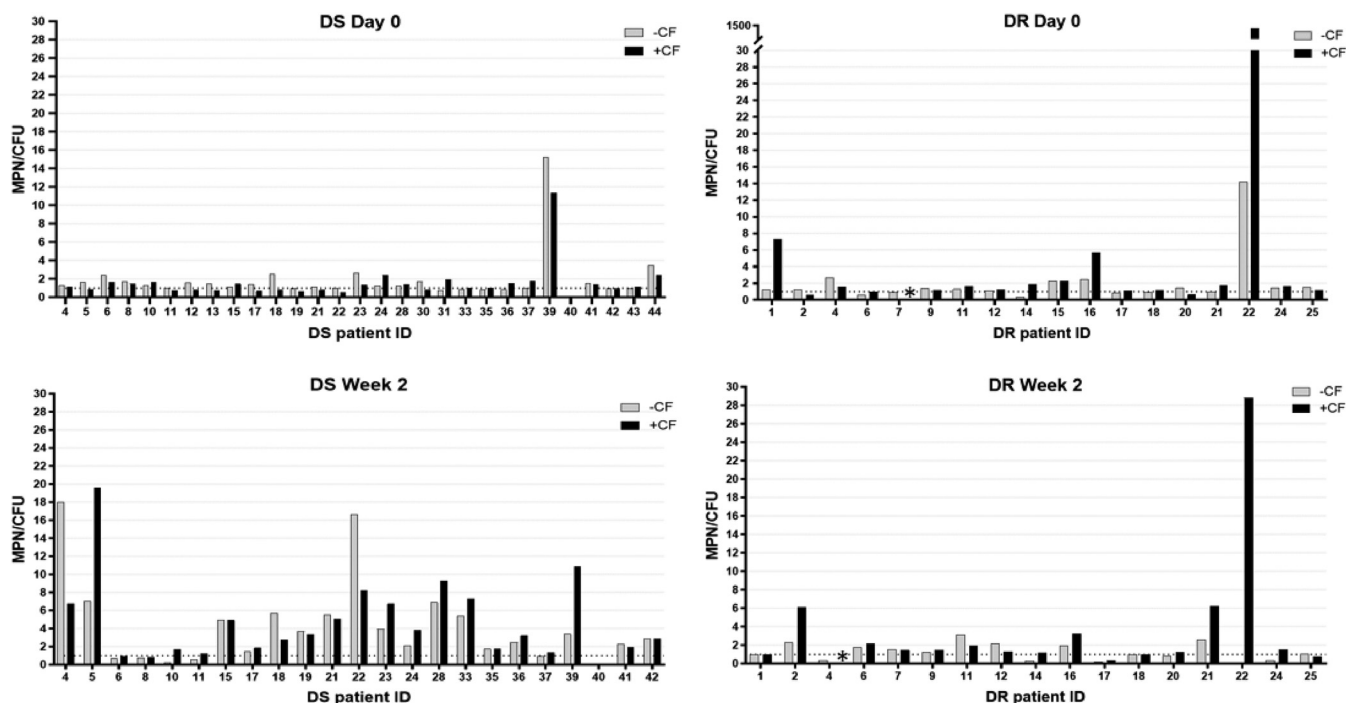 DS Day 0
-CF
+CF
MPN/CFU
30
28
26
24
22
20
18
16
14
12
10
8
6
4
2
0
4 5 6 8 10 11 12 13 15 17 18 19 21 22 23 24 28 30 31 33 35 36 37 39 40 41 42 43 44
DS patient ID
DR Day 0
-CF
+CF
MPN/CFU
1500
30
28
26
24
22
20
18
16
14
12
10
8
6
4
2
0
*
1 2 4 6 7 9 11 12 14 15 16 17 18 20 21 22 24 25
DR patient ID
DS Week 2
-CF
+CF
MPN/CFU
30
28
26
24
22
20
18
16
14
12
10
8
6
4
2
0
4 5 6 8 10 11 15 17 18 19 21 22 23 24 28 33 35 36 37 39 40 41 42
DS patient ID
DR Week 2
-CF
+CF
MPN/CFU
30
28
26
24
22
20
18
16
14
12
10
8
6
4
2
0
*
1 2 4 6 7 9 11 12 14 16 17 18 20 21 22 24 25
DR patient ID